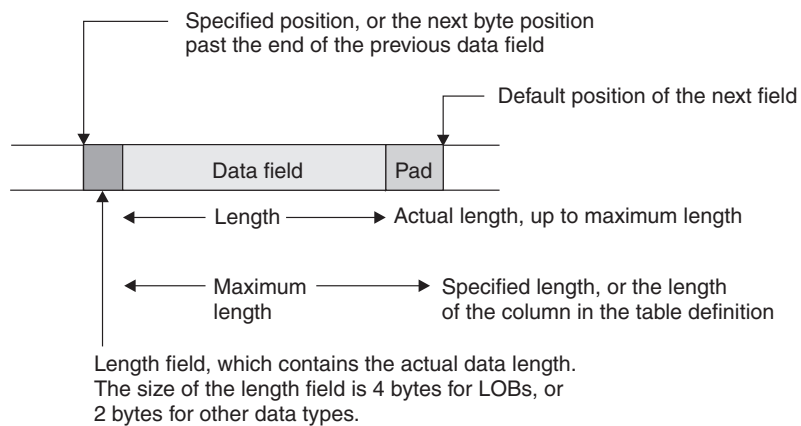 Specified position, or the next byte position
past the end of the previous data field
Default position of the next field
Data field
Pad
Length
Actual length, up to maximum length
Maximum
length
Specified length, or the length
of the column in the table definition
Length field, which contains the actual data length.
The size of the length field is 4 bytes for LOBs, or
2 bytes for other data types.